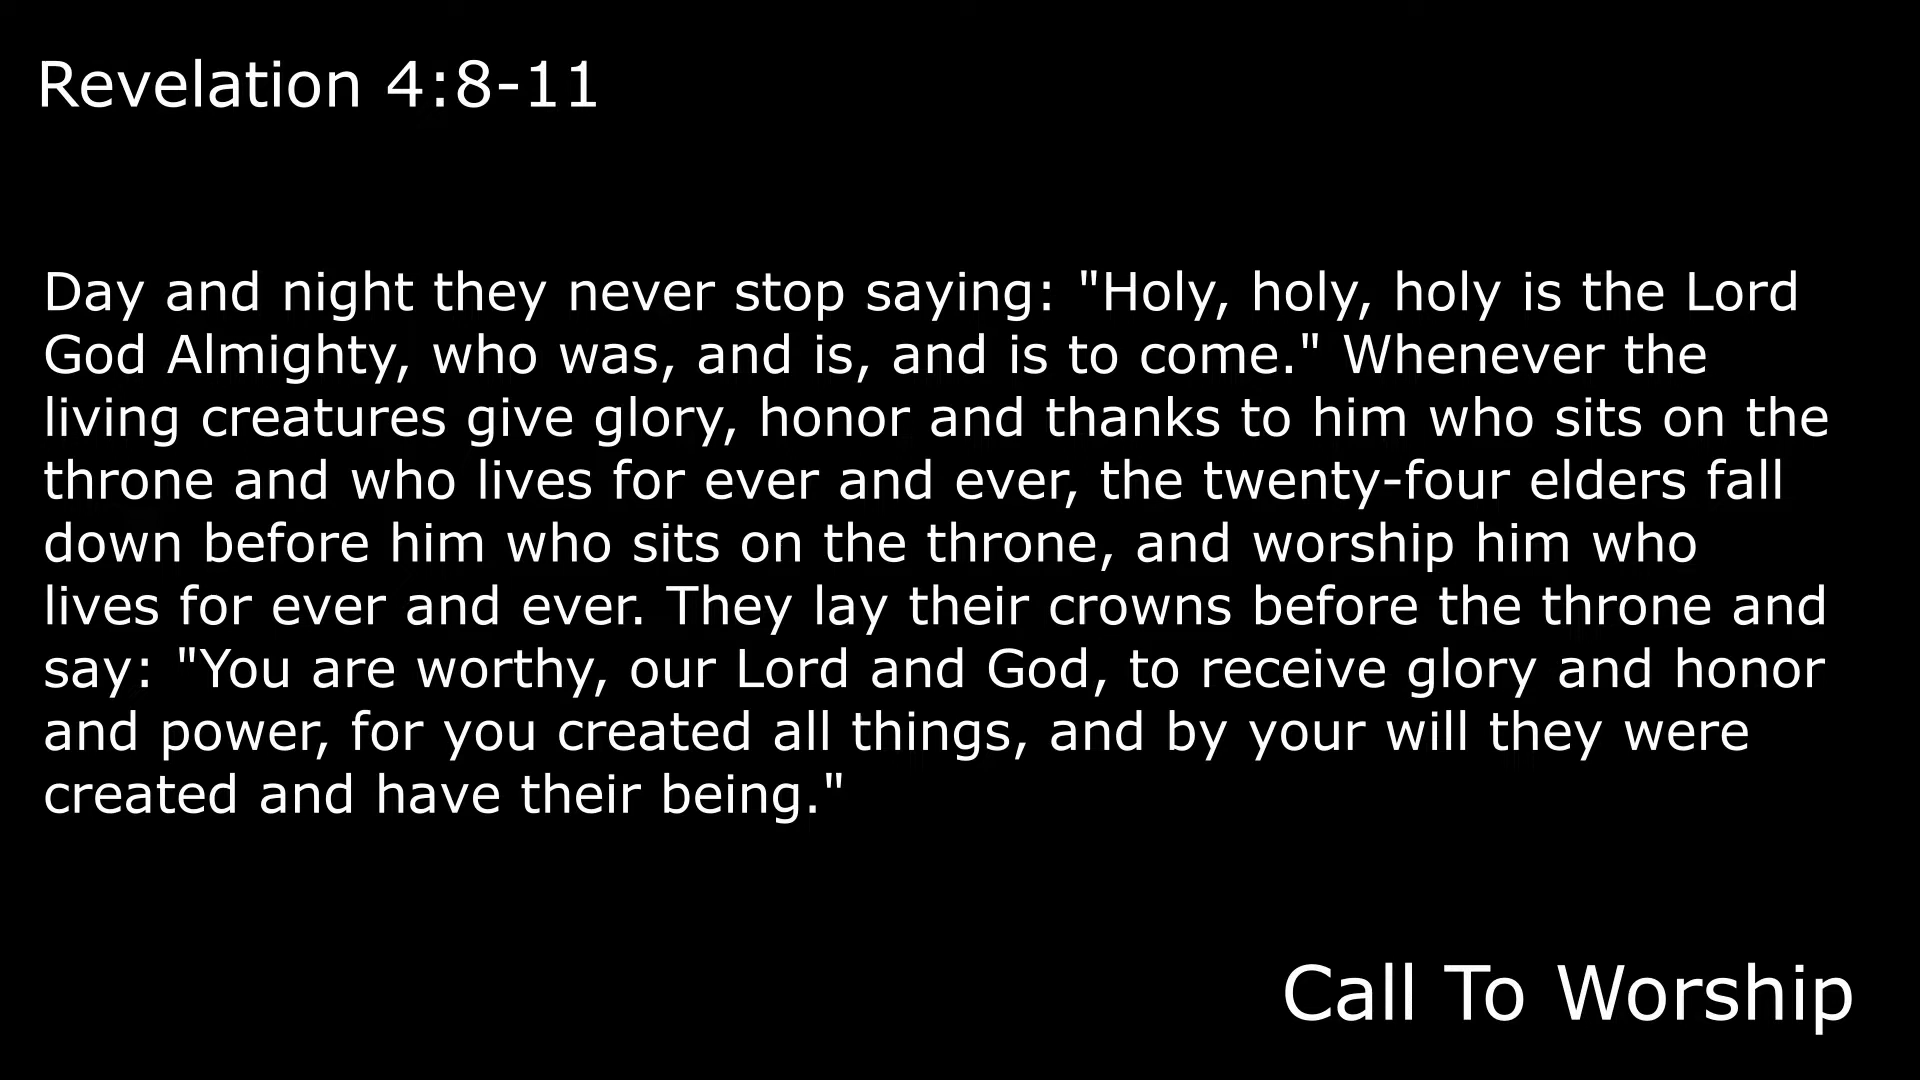 Revelation 4:8-11
Day and night they never stop saying: "Holy, holy, holy is the Lord
God Almighty, who was, and is, and is to come." Whenever the
living creatures give glory, honor and thanks to him who sits on the
throne and who lives for ever and ever, the twenty-four elders fall
down before him who sits on the throne, and worship him who
lives for ever and ever. They lay their crowns before the throne and
say: "You are worthy, our Lord and God, to receive glory and honor
and power, for you created all things, and by your will they were
created and have their being."
Call To Worship